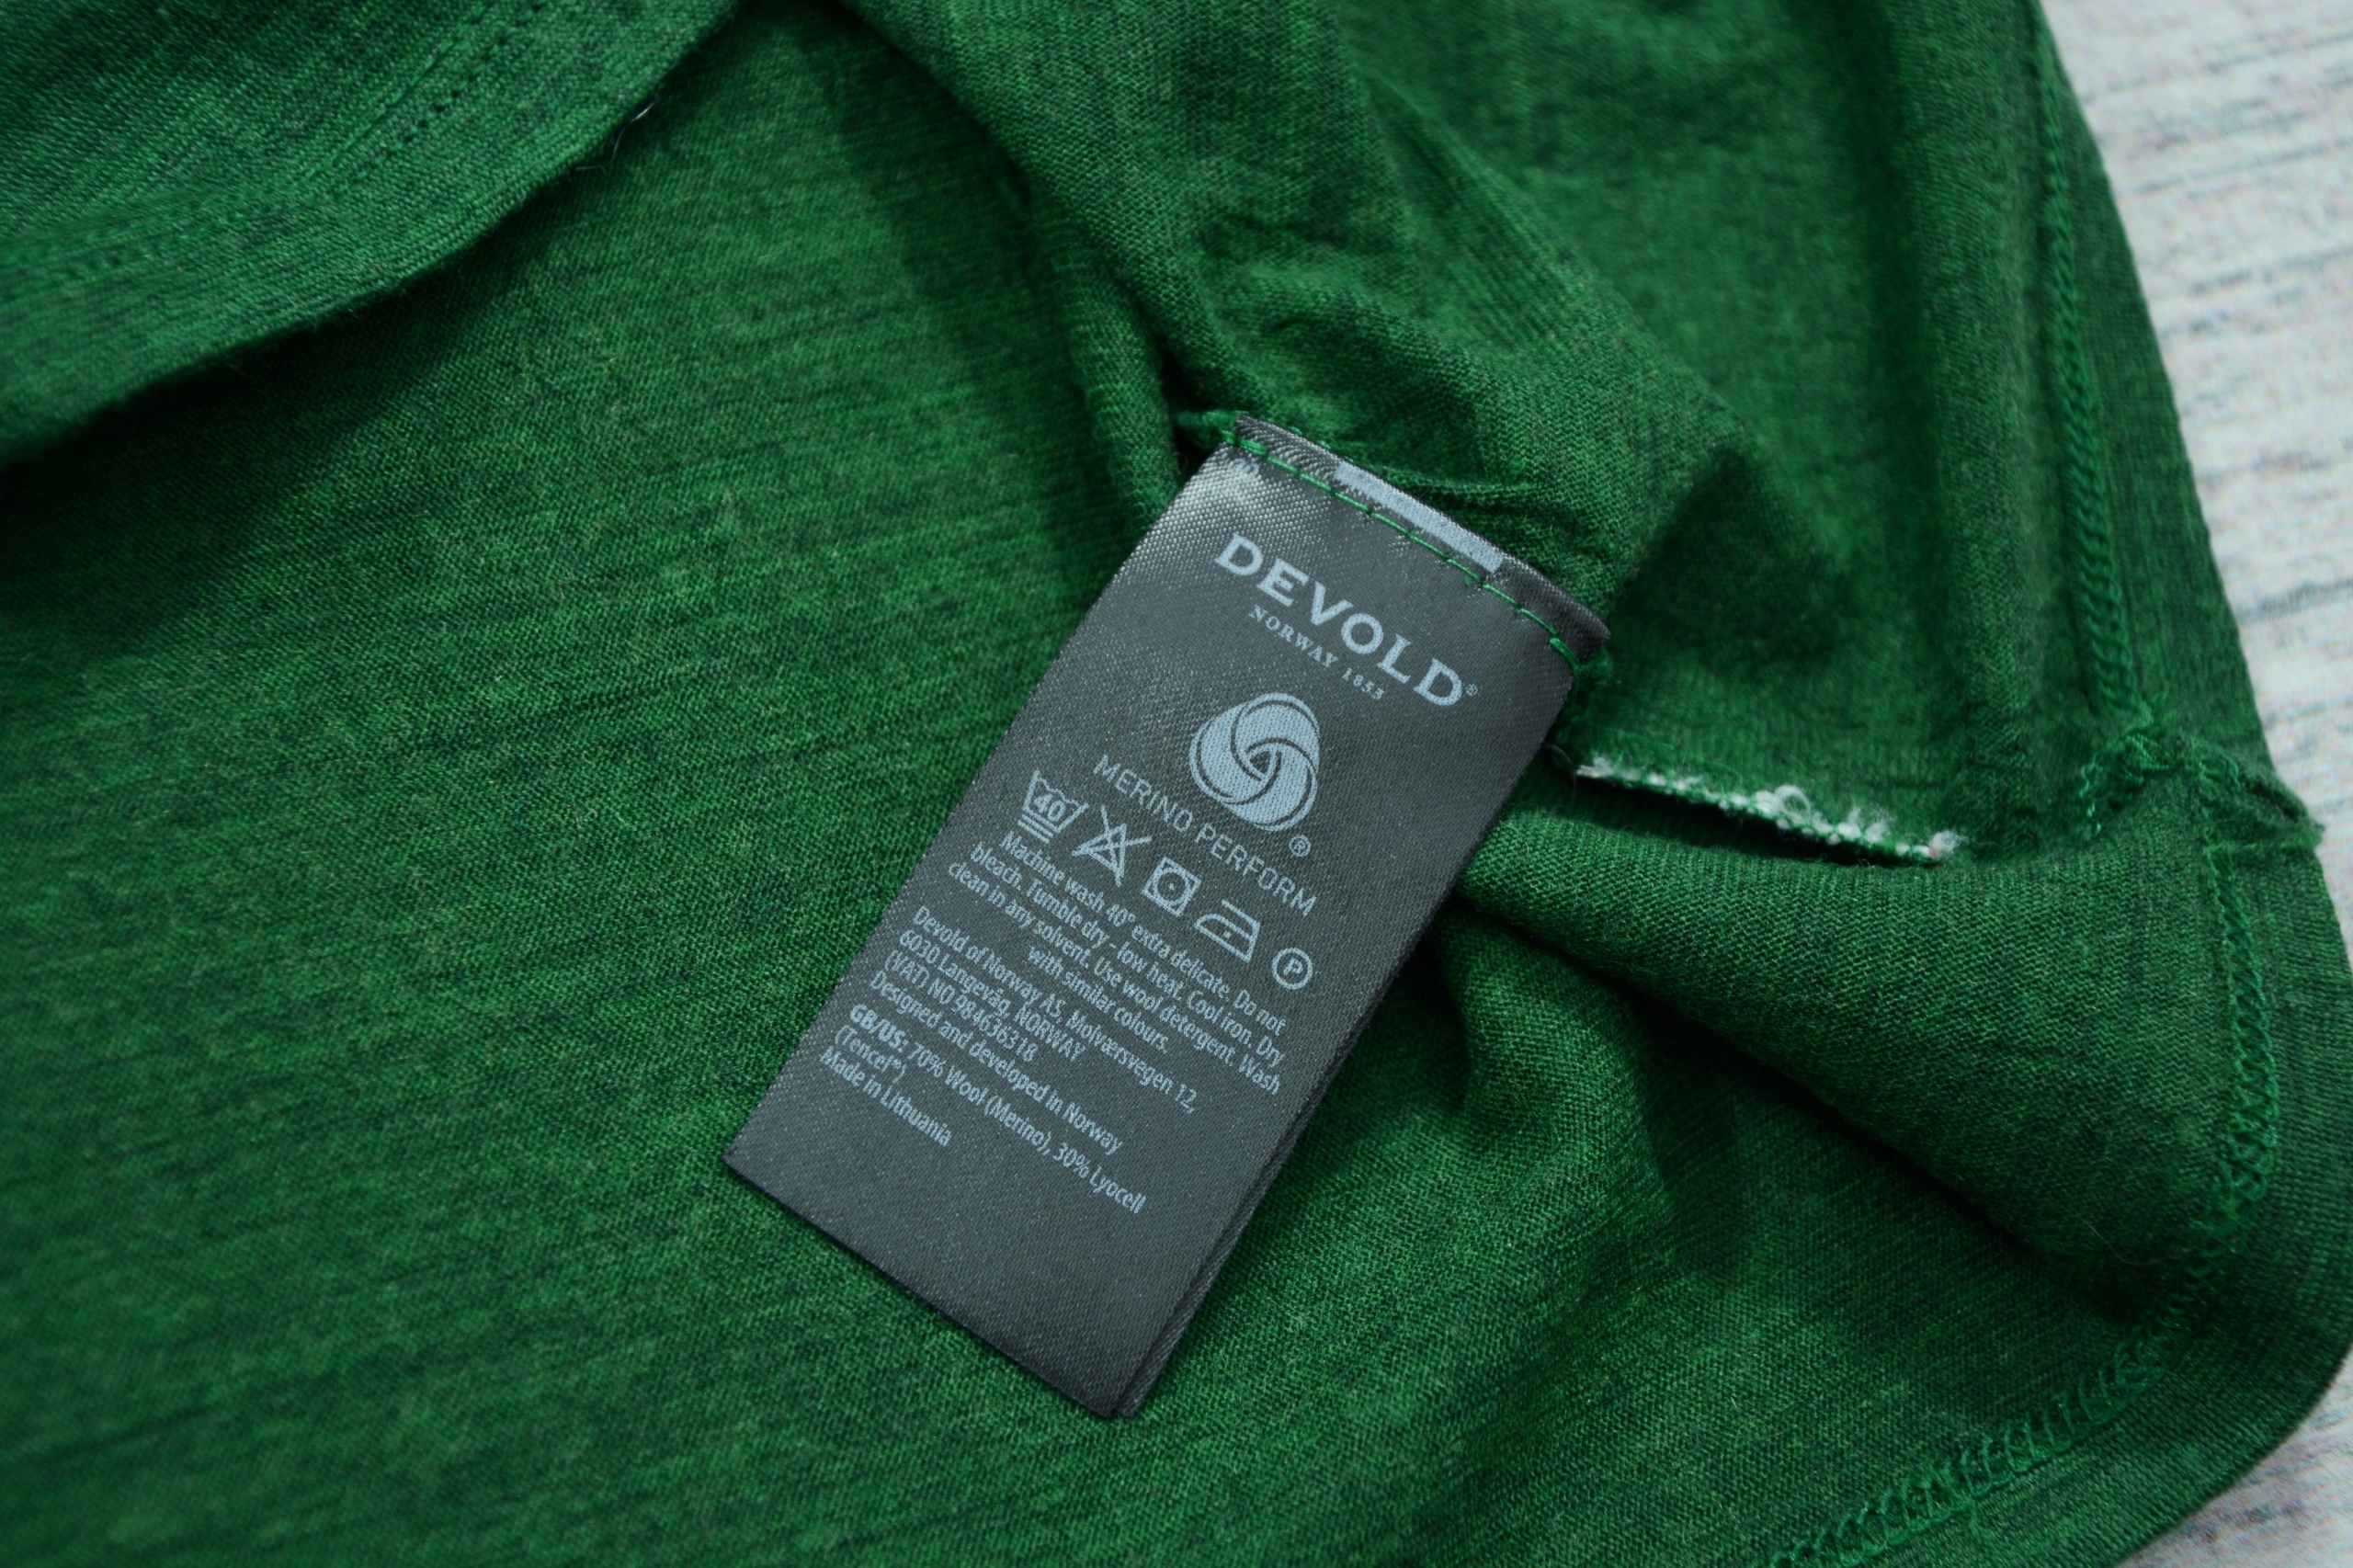 DEVOLD®
NORWAY 1853
®
MERINO PERFORM
40 P
Machine wash 40° extra delicate. Do not
bleach. Tumble dry - low heat. Cool iron. Dry
clean in any solvent. Use wool detergent. Wash
with similar colours.
Devold of Norway AS, Molværsvegen 12,
6030 Langevåg, NORWAY
(VAT) NO 984636318
Designed and developed in Norway
GB/US: 70% Wool (Merino), 30% Lyocell
(Tencel®)
Made in Lithuania